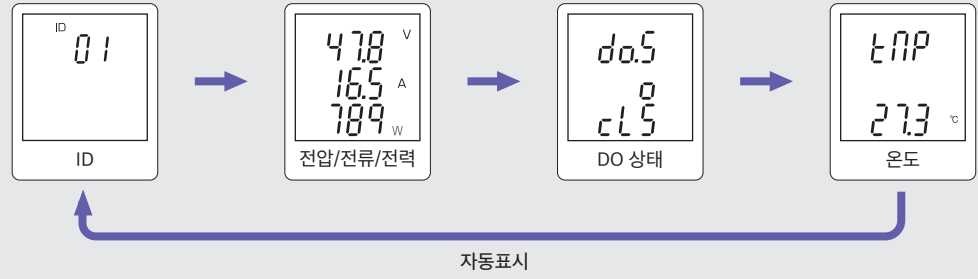 ID
01
ID
47.8 V
16.5 A
789 W
전압/전류/전력
do.S
o
cLS
DO 상태
tMP
27.3 ℃
온도
자동표시